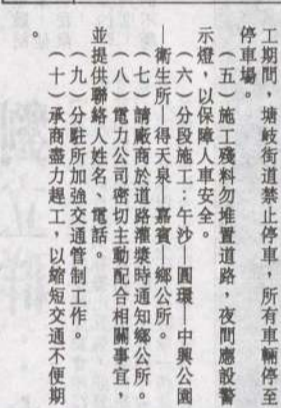 工期間，塘岐街道禁止停車，所有車輛停至
停車場。
（五）施工殘料勿堆置道路，夜間應設警
示燈，以保障人車安全。
（六）分段施工：午沙—圓環—中興公園
—衛生所—得天泉—嘉賓—鄉公所。
（七）請廠商於道路灌漿時通知鄉公所。
（八）電力公司密切主動配合相關事宜，
並提供聯絡人姓名、電話。
（九）分駐所加強交通管制工作。
（十）承商盡力趕工，以縮短交通不便期
。